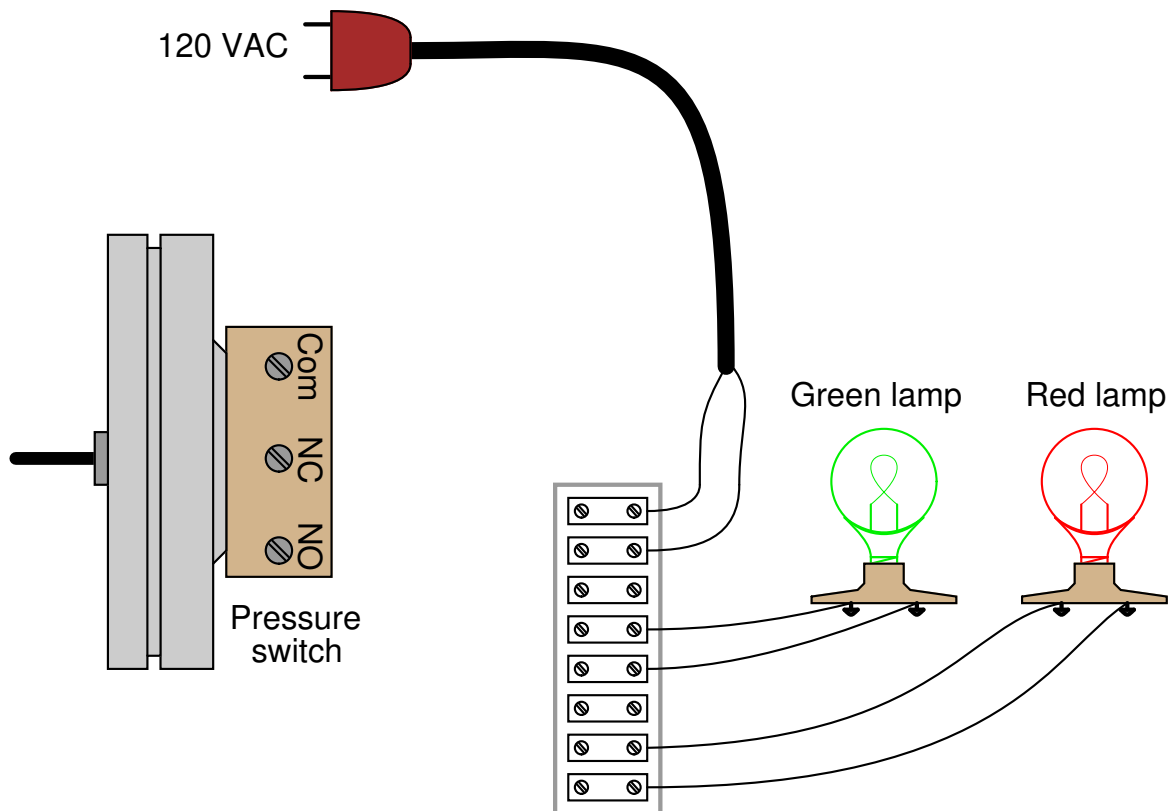 120 VAC
Com
NC
NO
Pressure
switch
Green lamp
Red lamp